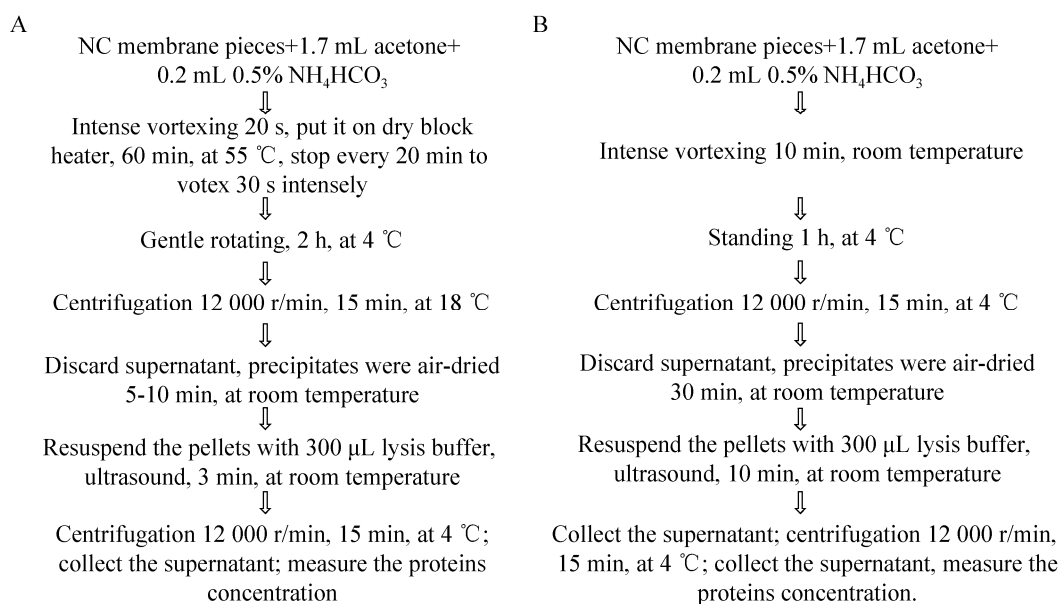 A
NC membrane pieces+1.7 mL acetone+
0.2 mL 0.5% NH₄HCO₃
⇩
Intense vortexing 20 s, put it on dry block
heater, 60 min, at 55 ℃, stop every 20 min to
votex 30 s intensely
⇩
Gentle rotating, 2 h, at 4 ℃
⇩
Centrifugation 12 000 r/min, 15 min, at 18 ℃
⇩
Discard supernatant, precipitates were air-dried
5-10 min, at room temperature
⇩
Resuspend the pellets with 300 μL lysis buffer,
ultrasound, 3 min, at room temperature
⇩
Centrifugation 12 000 r/min, 15 min, at 4 ℃;
collect the supernatant; measure the proteins
concentration
B
NC membrane pieces+1.7 mL acetone+
0.2 mL 0.5% NH₄HCO₃
⇩
Intense vortexing 10 min, room temperature
⇩
Standing 1 h, at 4 ℃
⇩
Centrifugation 12 000 r/min, 15 min, at 4 ℃
⇩
Discard supernatant, precipitates were air-dried
30 min, at room temperature
⇩
Resuspend the pellets with 300 μL lysis buffer,
ultrasound, 10 min, at room temperature
⇩
Collect the supernatant; centrifugation 12 000 r/min,
15 min, at 4 ℃; collect the supernatant, measure the
proteins concentration.